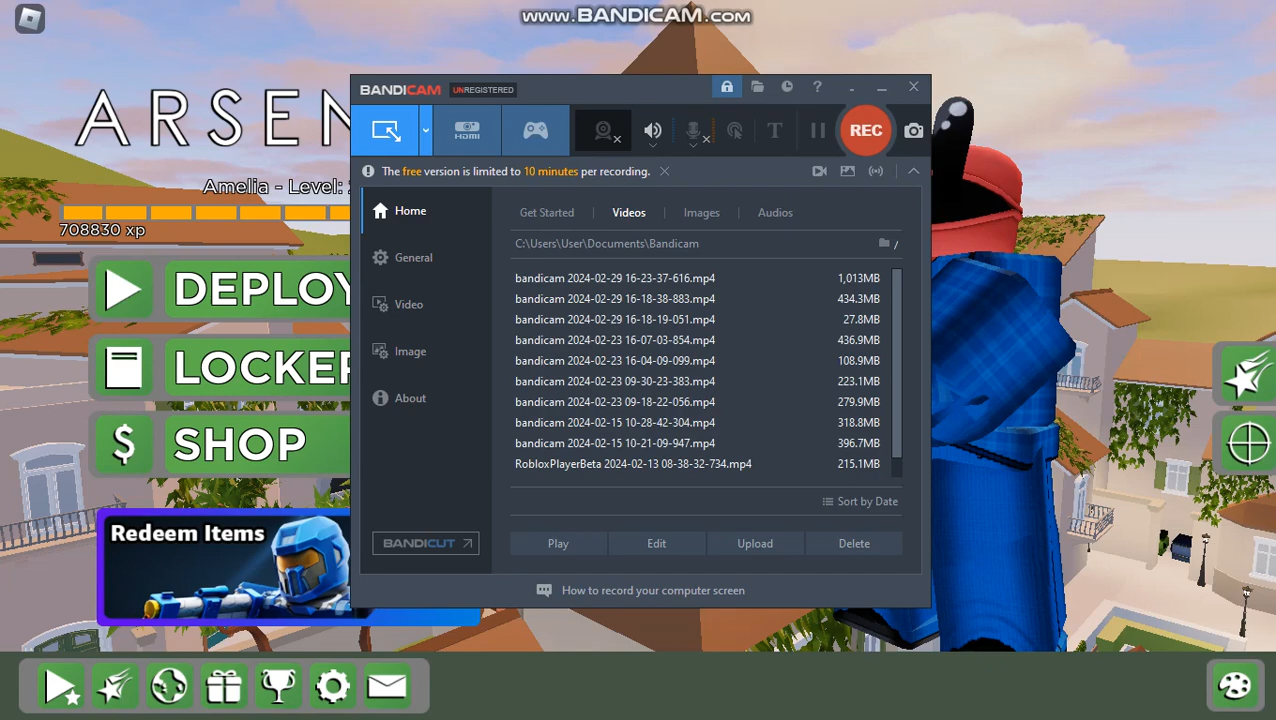 www.BANDICAM.com
BANDICAM UNREGISTERED
HDMI
REC
The free version is limited to 10 minutes per recording.
Home
General
Video
Image
About
BANDICUT
Get Started
Videos
Images
Audios
C:\Users\User\Documents\Bandicam
/
bandicam 2024-02-29 16-23-37-616.mp4 1,013MB
bandicam 2024-02-29 16-18-38-883.mp4 434.3MB
bandicam 2024-02-29 16-18-19-051.mp4 27.8MB
bandicam 2024-02-23 16-07-03-854.mp4 436.9MB
bandicam 2024-02-23 16-04-09-099.mp4 108.9MB
bandicam 2024-02-23 09-30-23-383.mp4 223.1MB
bandicam 2024-02-23 09-18-22-056.mp4 279.9MB
bandicam 2024-02-15 10-28-42-304.mp4 318.8MB
bandicam 2024-02-15 10-21-09-947.mp4 396.7MB
RobloxPlayerBeta 2024-02-13 08-38-32-734.mp4 215.1MB
Sort by Date
Play
Edit
Upload
Delete
How to record your computer screen
ARSEN
Amelia - Level:
708830 xp
DEPLOY
LOCKER
SHOP
Redeem Items